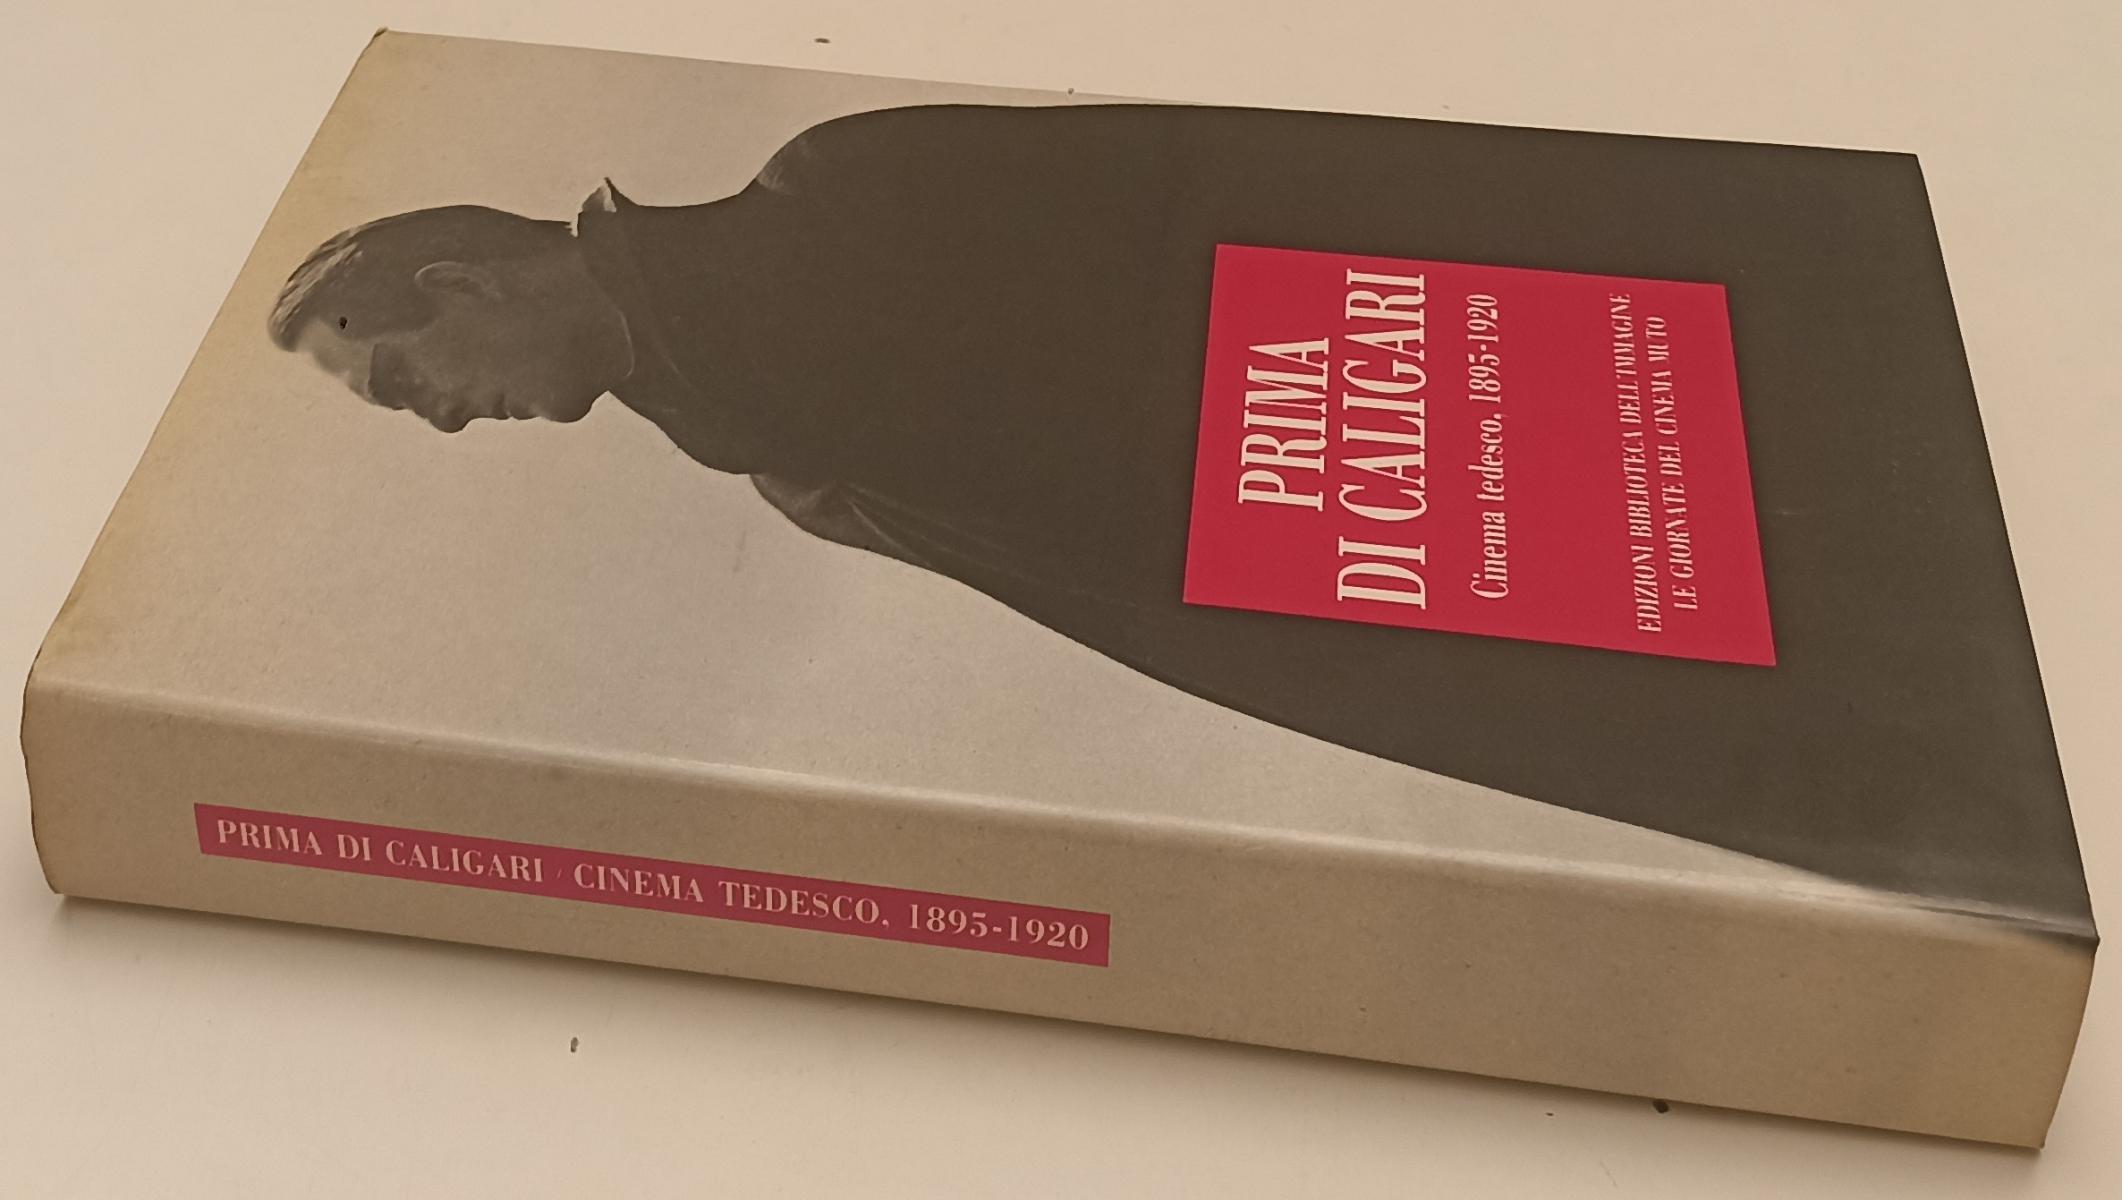 PRIMA
DI CALIGARI
Cinema tedesco, 1895-1920
EDIZIONI BIBLIOTECA DELL'IMMAGINE
LE GIORNATE DEL CINEMA MUTO
PRIMA DI CALIGARI / CINEMA TEDESCO, 1895-1920